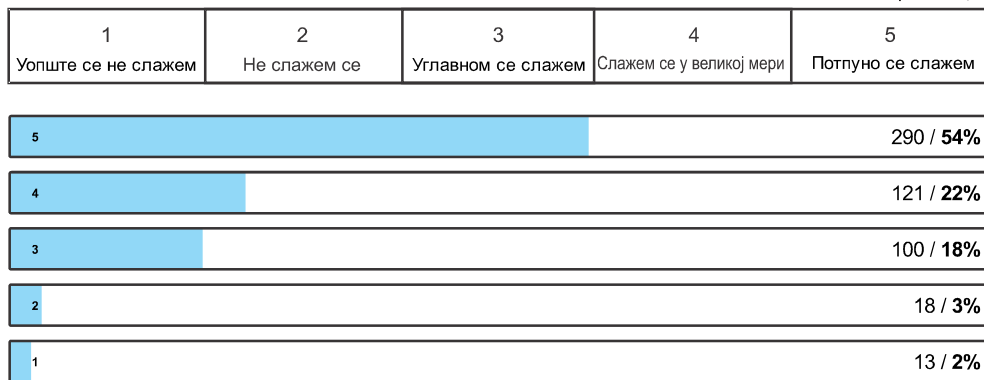 1 2 3 4 5
Уопште се не слажем Не слажем се Углавном се слажем Слажем се у великој мери Потпуно се слажем
5 290 / 54%
4 121 / 22%
3 100 / 18%
2 18 / 3%
1 13 / 2%